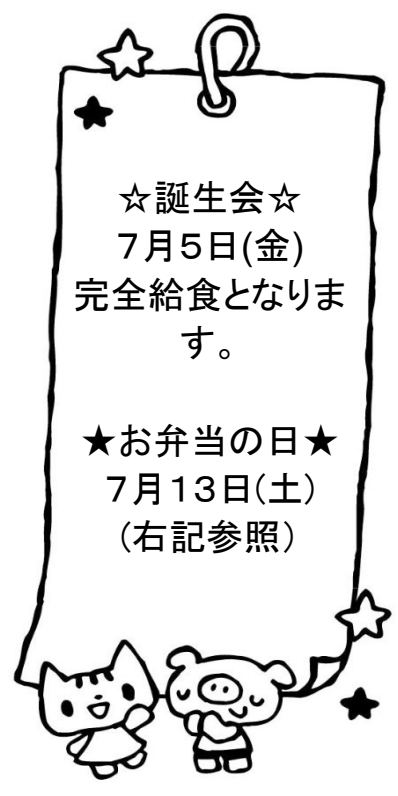 ☆誕生会☆
７月５日(金)
完全給食となりま
す。
★お弁当の日★
７月１３日(土)
（右記参照）